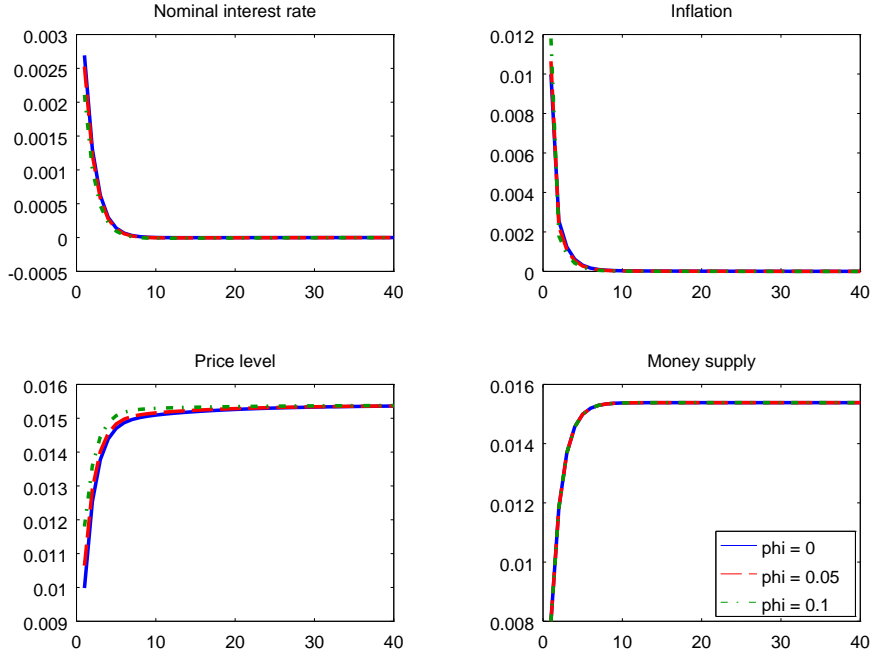 Nominal interest rate
0.003
0.0025
0.002
0.0015
0.001
0.0005
0
-0.0005
0 10 20 30 40
Inflation
0.012
0.01
0.008
0.006
0.004
0.002
0
0 10 20 30 40
Price level
0.016
0.015
0.014
0.013
0.012
0.011
0.01
0.009
0 10 20 30 40
Money supply
0.016
0.014
0.012
0.01
0.008
0 10 20 30 40
phi = 0
phi = 0.05
phi = 0.1